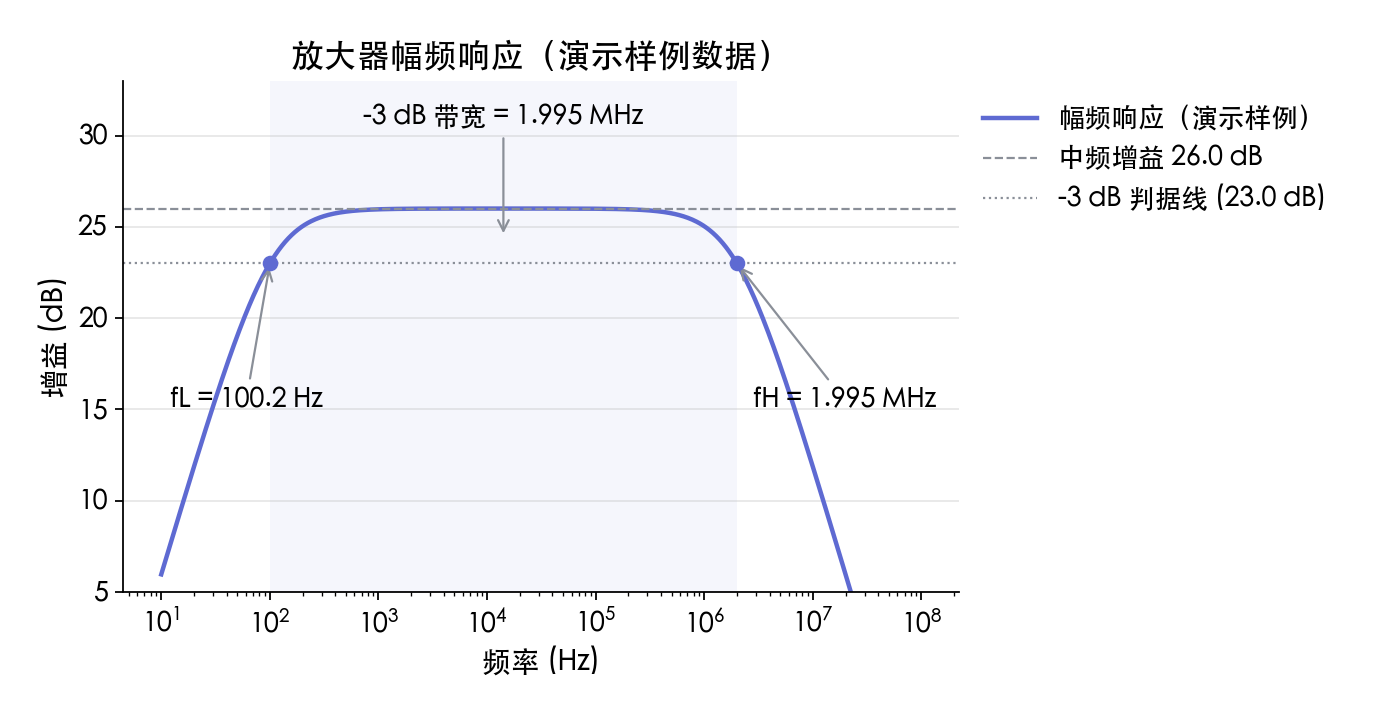 放大器幅频响应（演示样例数据）
-3 dB 带宽 = 1.995 MHz
幅频响应（演示样例）
中频增益 26.0 dB
-3 dB 判据线 (23.0 dB)
增益 (dB)
30
25
20
15
10
5
fL = 100.2 Hz
fH = 1.995 MHz
10¹
10²
10³
10⁴
10⁵
10⁶
10⁷
10⁸
频率 (Hz)